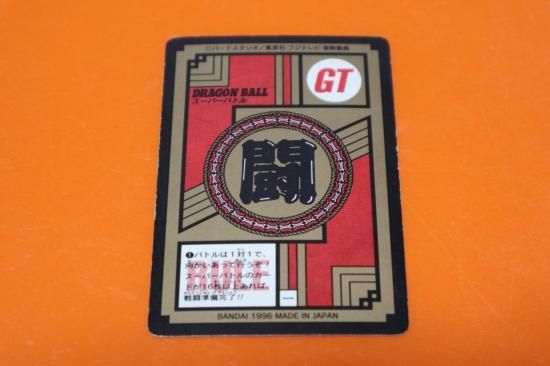 ©バードスタジオ／集英社・フジテレビ・東映動画
GT
DRAGON BALL
スーパーバトル
闘
❶バトルは1対1で、
向かいあって行うぞ！
スーパーバトルのカー
ドが16枚以上あれば、
戦闘準備完了!!
BANDAI 1996 MADE IN JAPAN